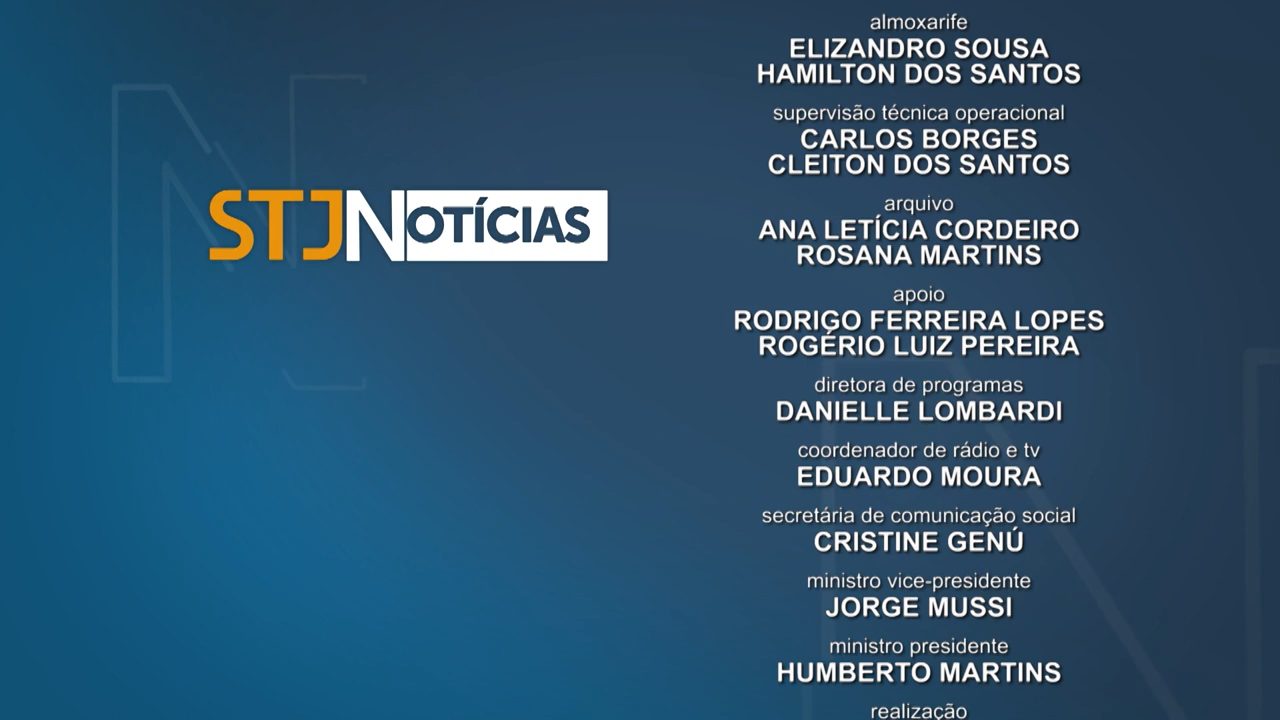 STJNOTÍCIAS
almoxarife
ELIZANDRO SOUSA
HAMILTON DOS SANTOS
supervisão técnica operacional
CARLOS BORGES
CLEITON DOS SANTOS
arquivo
ANA LETÍCIA CORDEIRO
ROSANA MARTINS
apoio
RODRIGO FERREIRA LOPES
ROGÉRIO LUIZ PEREIRA
diretora de programas
DANIELLE LOMBARDI
coordenador de rádio e tv
EDUARDO MOURA
secretária de comunicação social
CRISTINE GENÚ
ministro vice-presidente
JORGE MUSSI
ministro presidente
HUMBERTO MARTINS
realização